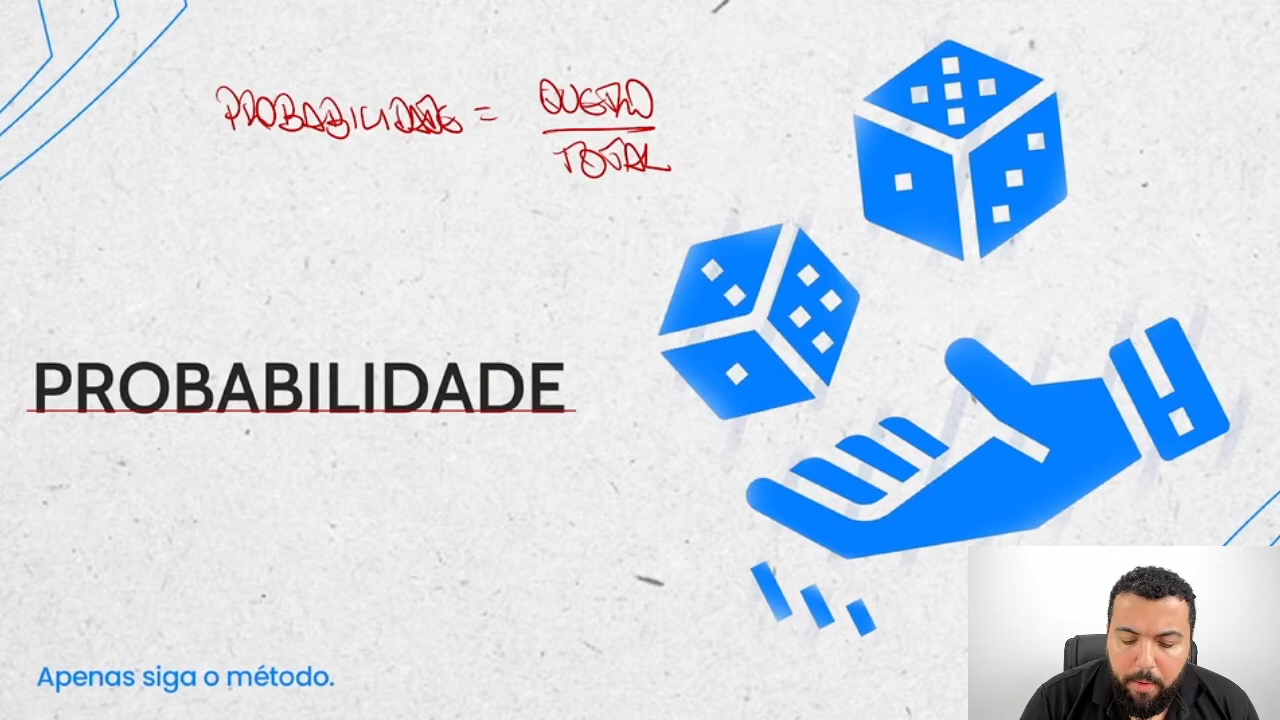 PROBABILIDADE = QUERO
TOTAL
PROBABILIDADE
Apenas siga o método.